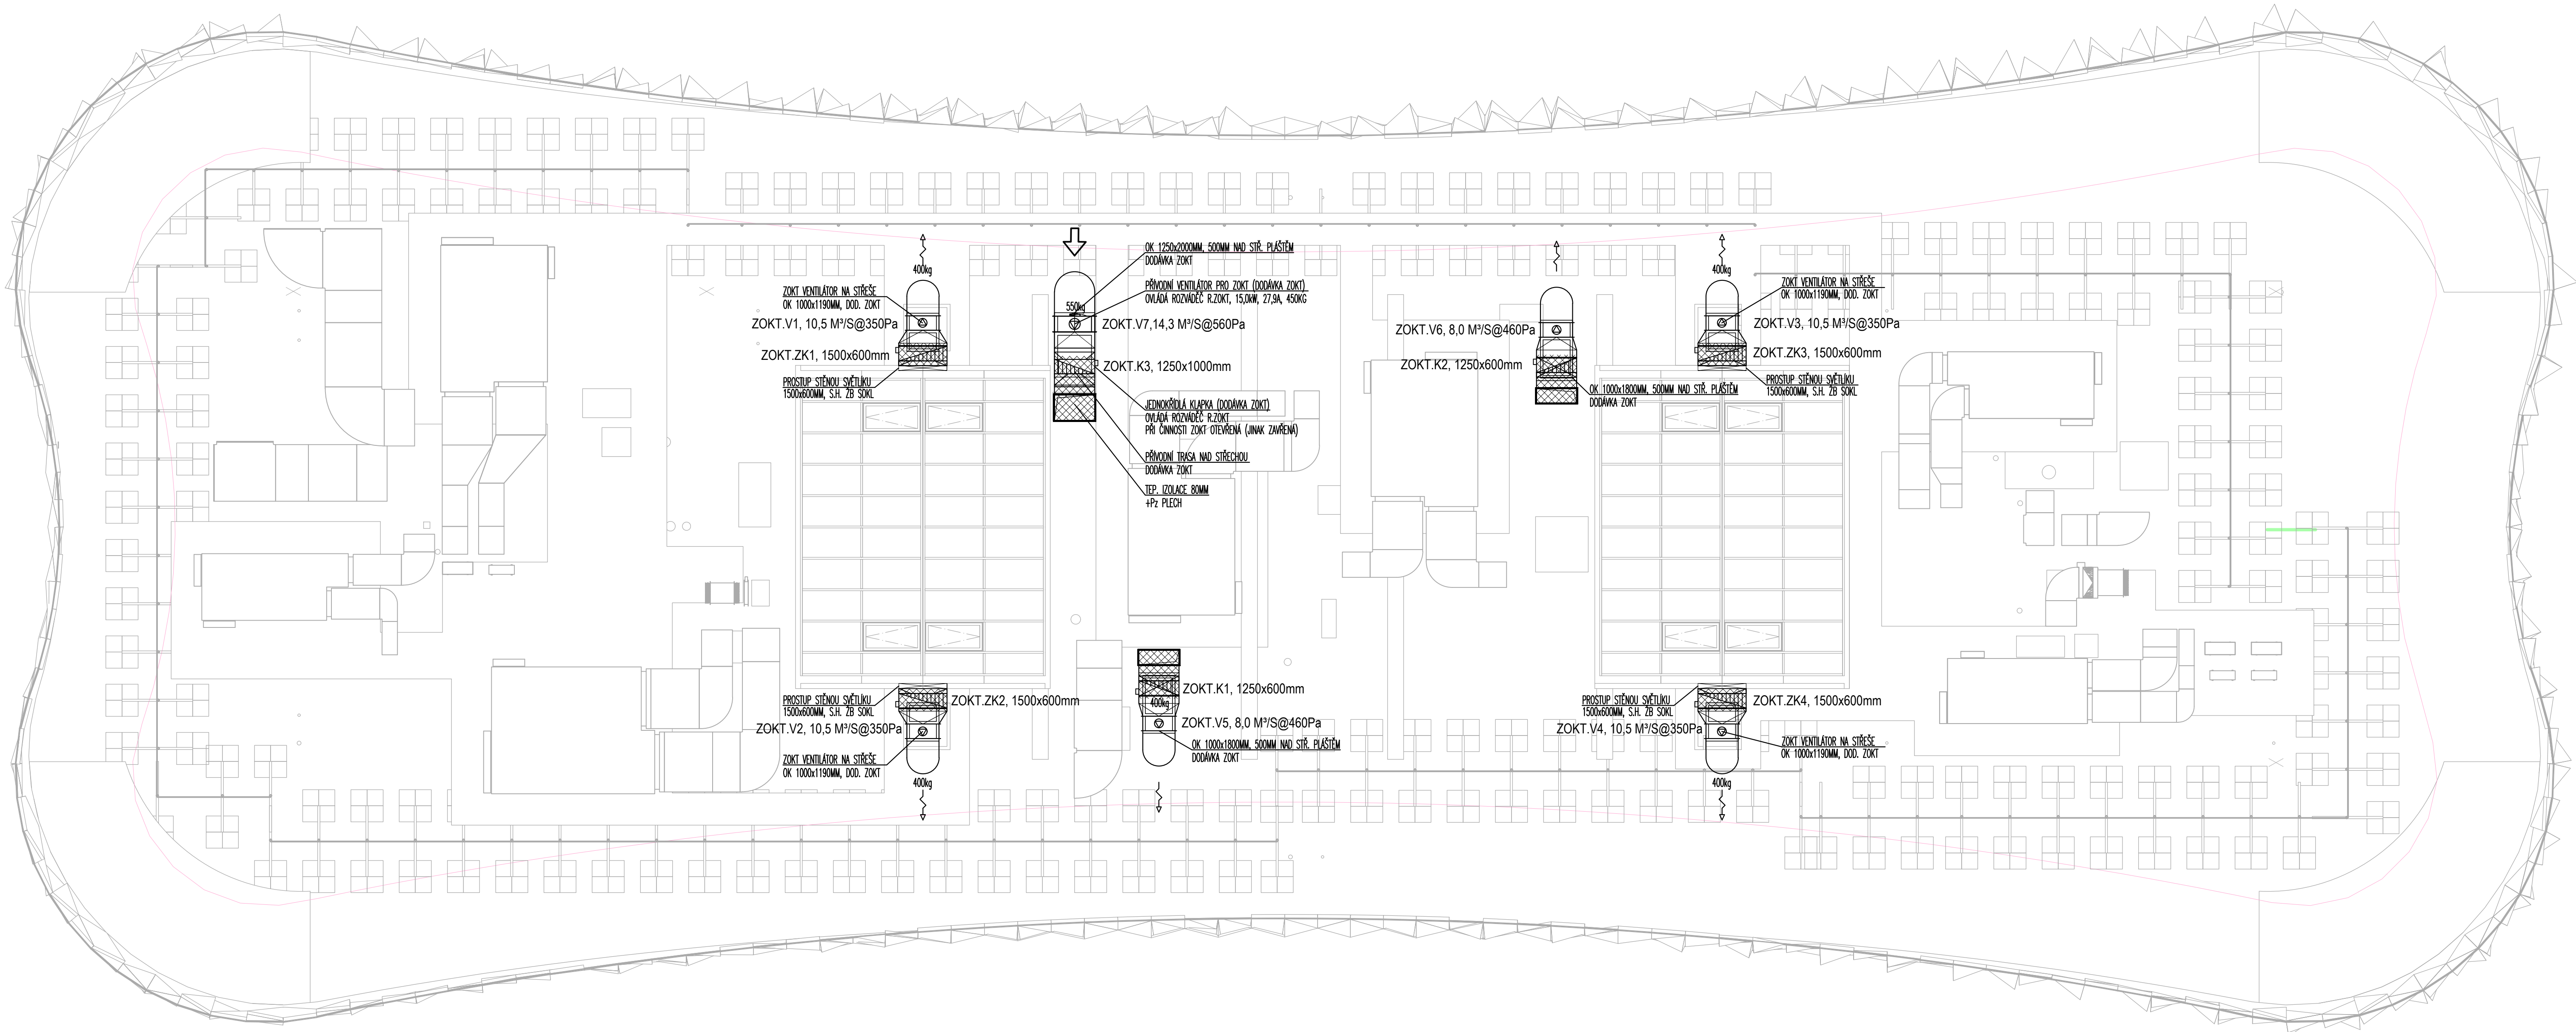 400kg
ZOKT VENTILÁTOR NA STŘEŠE
OK 1000x1190MM, DOD. ZOKT
ZOKT.V1, 10,5 M³/S@350Pa
ZOKT.ZK1, 1500x600mm
PROSTUP STĚNOU SVĚTLÍKU
1500x600MM, S.H. ŽB SOKL
550kg
OK 1250x2000MM, 500MM NAD STŘ. PLÁŠTĚM
DODÁVKA ZOKT
PŘÍVODNÍ VENTILÁTOR PRO ZOKT (DODÁVKA ZOKT)
OVLÁDÁ ROZVÁDĚČ R.ZOKT, 15,0kW, 27,9A, 450KG
ZOKT.V7,14,3 M³/S@560Pa
ZOKT.K3, 1250x1000mm
JEDNOKŘÍDLÁ KLAPKA (DODÁVKA ZOKT)
OVLÁDÁ ROZVÁDĚČ R.ZOKT
PŘI ČINNOSTI ZOKT OTEVŘENÁ (JINAK ZAVŘENÁ)
PŘÍVODNÍ TRASA NAD STŘECHOU
DODÁVKA ZOKT
TEP. IZOLACE 80MM
+Pz PLECH
ZOKT.V6, 8,0 M³/S@460Pa
ZOKT.K2, 1250x600mm
OK 1000x1800MM, 500MM NAD STŘ. PLÁŠTĚM
DODÁVKA ZOKT
400kg
ZOKT VENTILÁTOR NA STŘEŠE
OK 1000x1190MM, DOD. ZOKT
ZOKT.V3, 10,5 M³/S@350Pa
ZOKT.ZK3, 1500x600mm
PROSTUP STĚNOU SVĚTLÍKU
1500x600MM, S.H. ŽB SOKL
PROSTUP STĚNOU SVĚTLÍKU
1500x600MM, S.H. ŽB SOKL
ZOKT.ZK2, 1500x600mm
ZOKT.V2, 10,5 M³/S@350Pa
ZOKT VENTILÁTOR NA STŘEŠE
OK 1000x1190MM, DOD. ZOKT
400kg
ZOKT.K1, 1250x600mm
400kg
ZOKT.V5, 8,0 M³/S@460Pa
OK 1000x1800MM, 500MM NAD STŘ. PLÁŠTĚM
DODÁVKA ZOKT
PROSTUP STĚNOU SVĚTLÍKU
1500x600MM, S.H. ŽB SOKL
ZOKT.ZK4, 1500x600mm
ZOKT.V4, 10,5 M³/S@350Pa
ZOKT VENTILÁTOR NA STŘEŠE
OK 1000x1190MM, DOD. ZOKT
400kg